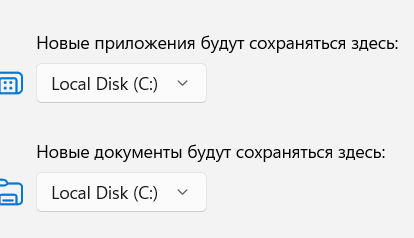 Новые приложения будут сохраняться здесь:
Local Disk (C:)
Новые документы будут сохраняться здесь:
Local Disk (C:)